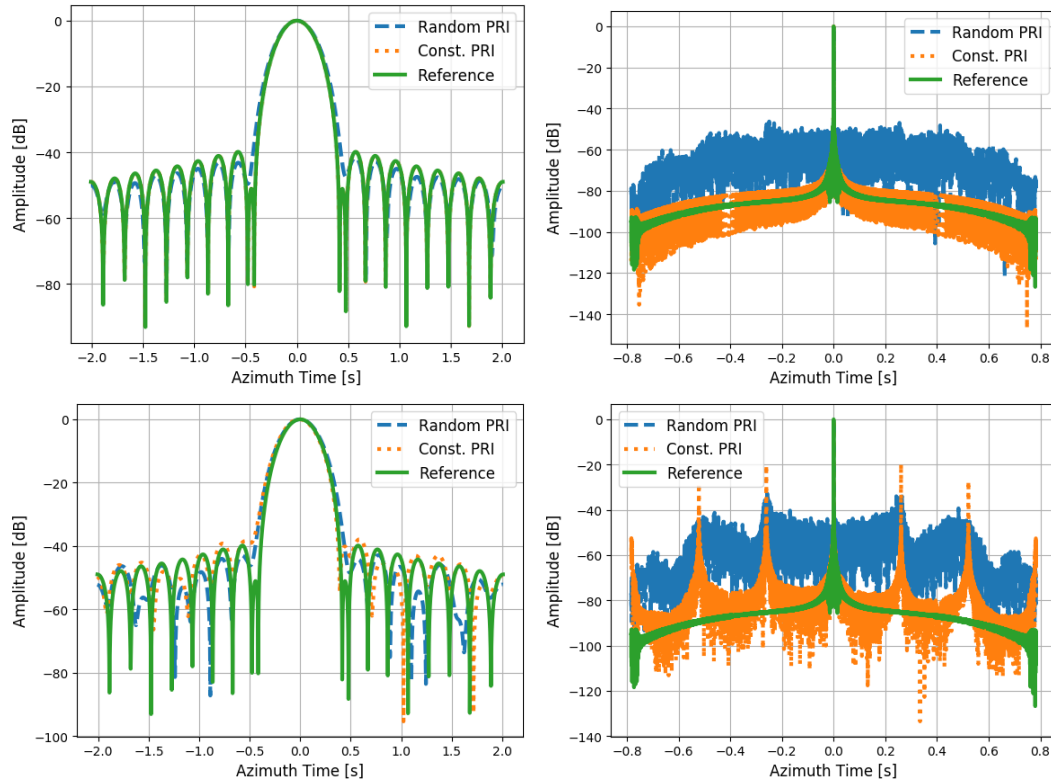 0
−20
−40
−60
−80
Amplitude [dB]
−2.0 −1.5 −1.0 −0.5 0.0 0.5 1.0 1.5 2.0
Azimuth Time [s]
Random PRI
Const. PRI
Reference
0
−20
−40
−60
−80
−100
−120
−140
Amplitude [dB]
−0.8 −0.6 −0.4 −0.2 0.0 0.2 0.4 0.6 0.8
Azimuth Time [s]
Random PRI
Const. PRI
Reference
0
−20
−40
−60
−80
−100
Amplitude [dB]
−2.0 −1.5 −1.0 −0.5 0.0 0.5 1.0 1.5 2.0
Azimuth Time [s]
Random PRI
Const. PRI
Reference
0
−20
−40
−60
−80
−100
−120
−140
Amplitude [dB]
−0.8 −0.6 −0.4 −0.2 0.0 0.2 0.4 0.6 0.8
Azimuth Time [s]
Random PRI
Const. PRI
Reference